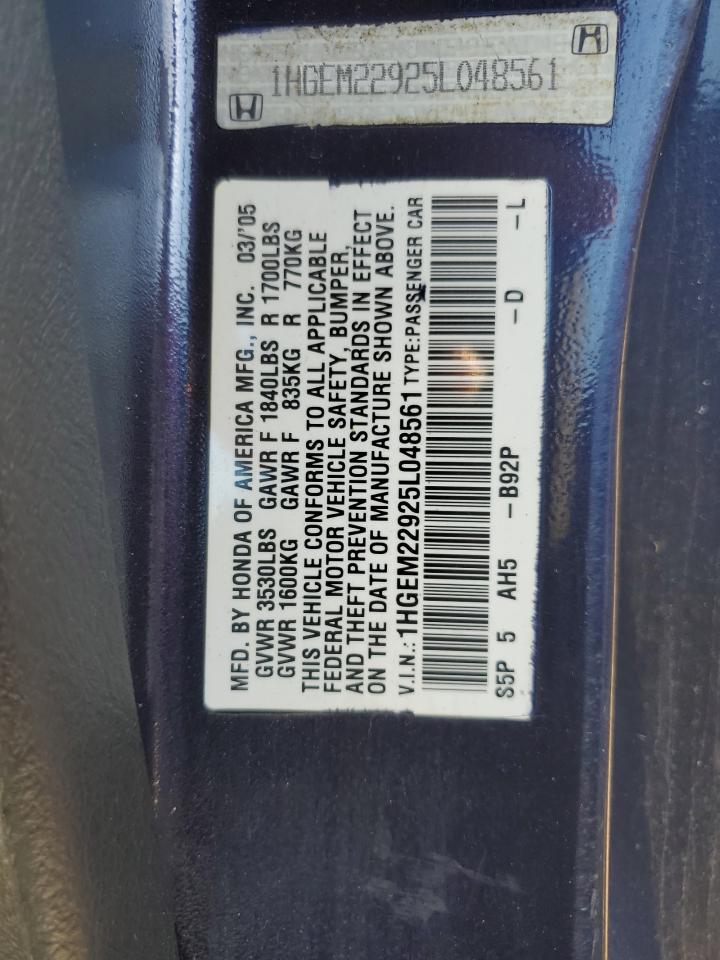 1HGEM22925L048561
MFD. BY HONDA OF AMERICA MFG., INC. 03/'05
GVWR 3530LBS GAWR F 1840LBS R 1700LBS
GVWR 1600KG GAWR F 835KG R 770KG
THIS VEHICLE CONFORMS TO ALL APPLICABLE
FEDERAL MOTOR VEHICLE SAFETY, BUMPER,
AND THEFT PREVENTION STANDARDS IN EFFECT
ON THE DATE OF MANUFACTURE SHOWN ABOVE.
V.I.N.: 1HGEM22925L048561 TYPE:PASSENGER CAR
S5P 5 AH5 -B92P -D -L